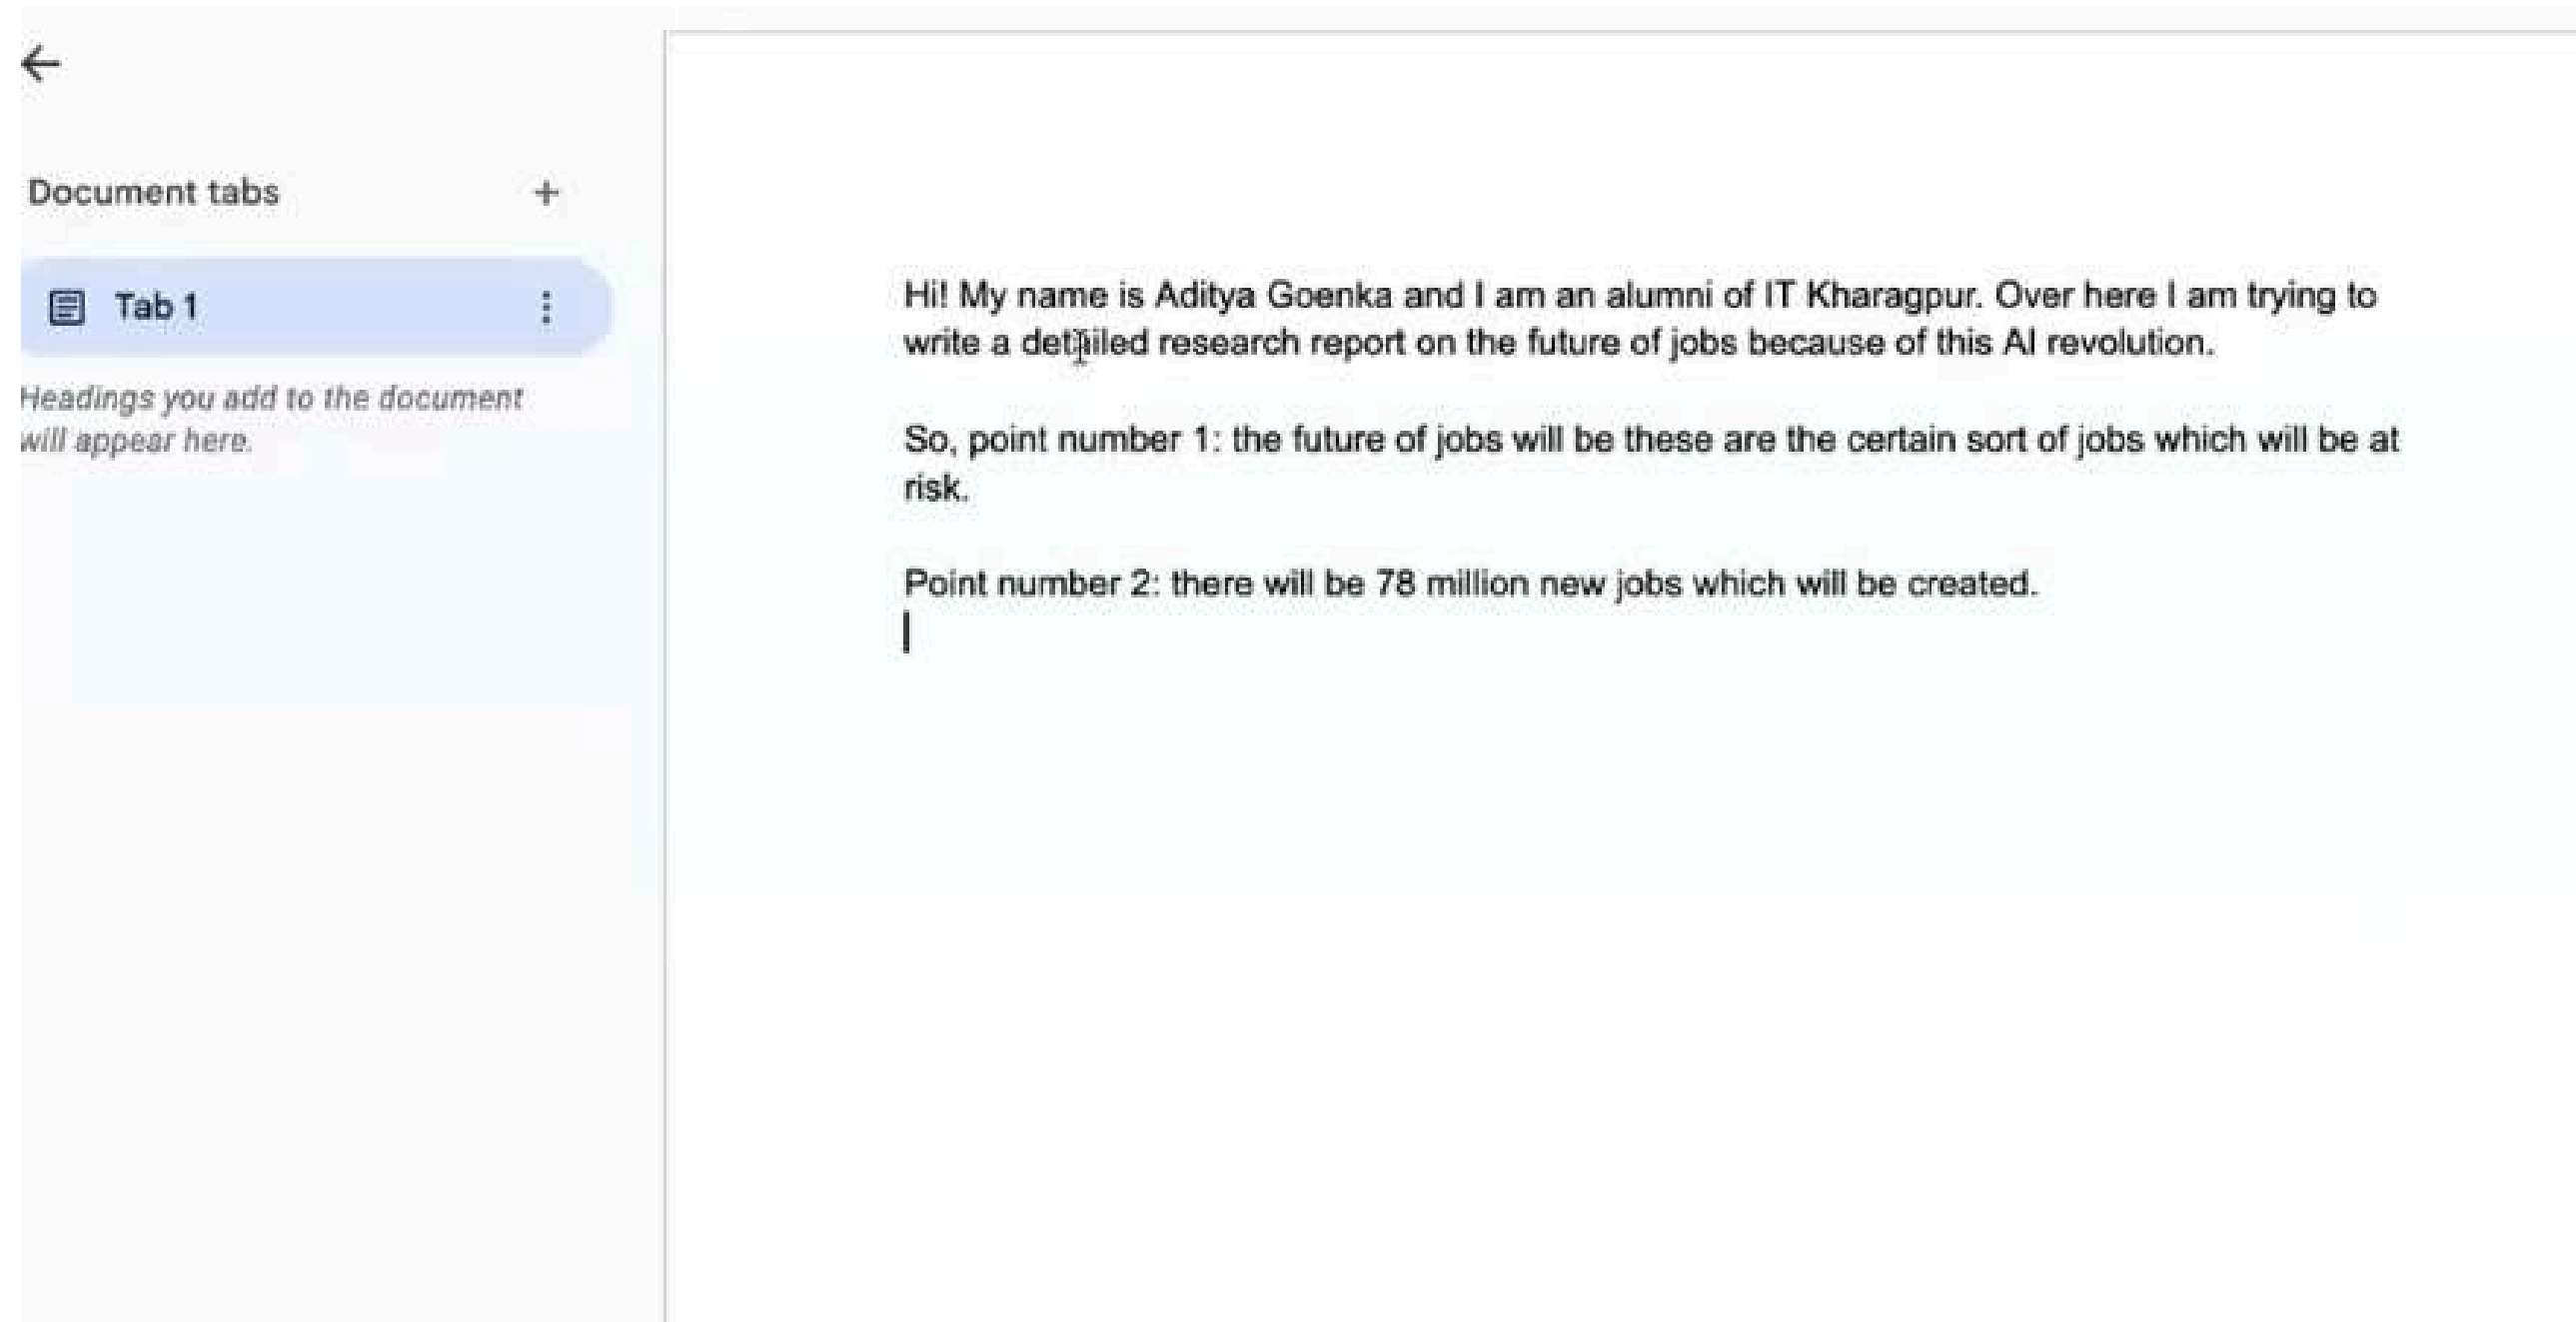 Document tabs
Tab 1
Headings you add to the document
will appear here.
Hi! My name is Aditya Goenka and I am an alumni of IT Kharagpur. Over here I am trying to
write a detailed research report on the future of jobs because of this AI revolution.
So, point number 1: the future of jobs will be these are the certain sort of jobs which will be at
risk.
Point number 2: there will be 78 million new jobs which will be created.